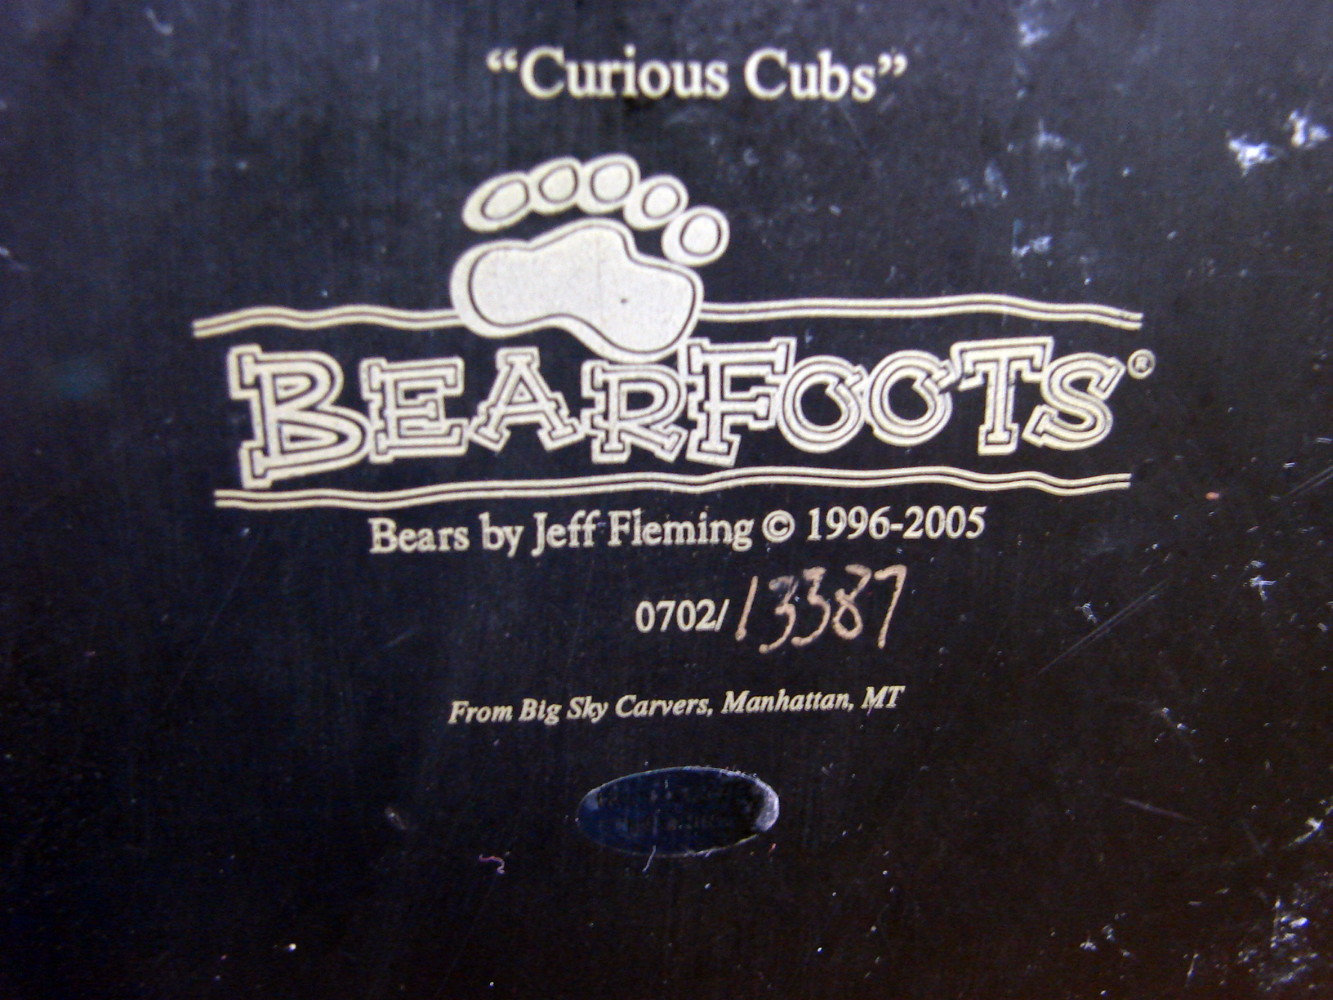 “Curious Cubs”
BEARFOOTS®
Bears by Jeff Fleming © 1996-2005
0702/13387
From Big Sky Carvers, Manhattan, MT